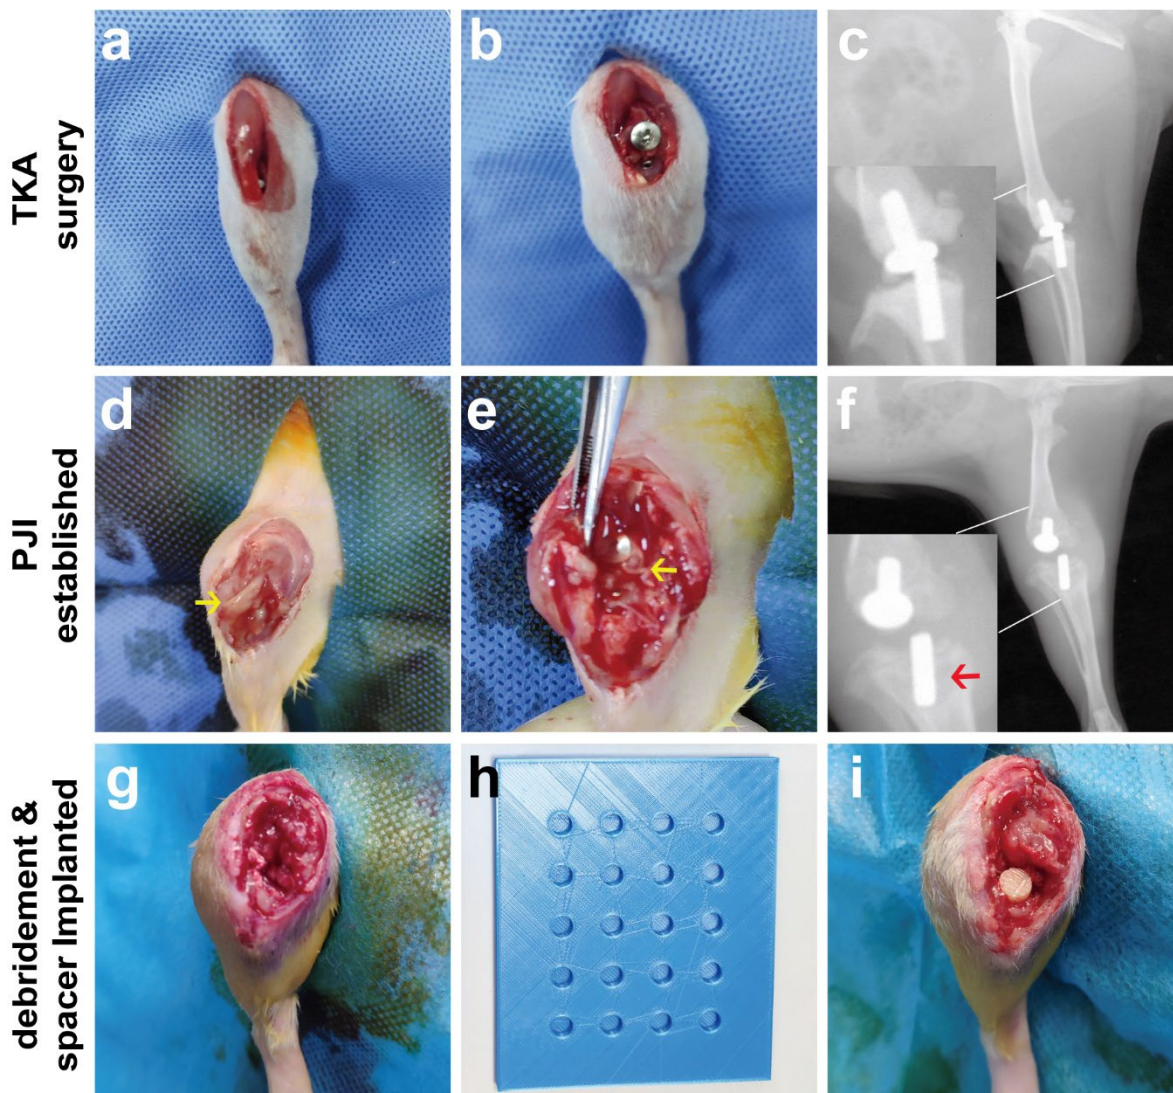 TKA
surgery
a
b
c
PJI
established
d
e
f
debridement &
spacer Implanted
g
h
i